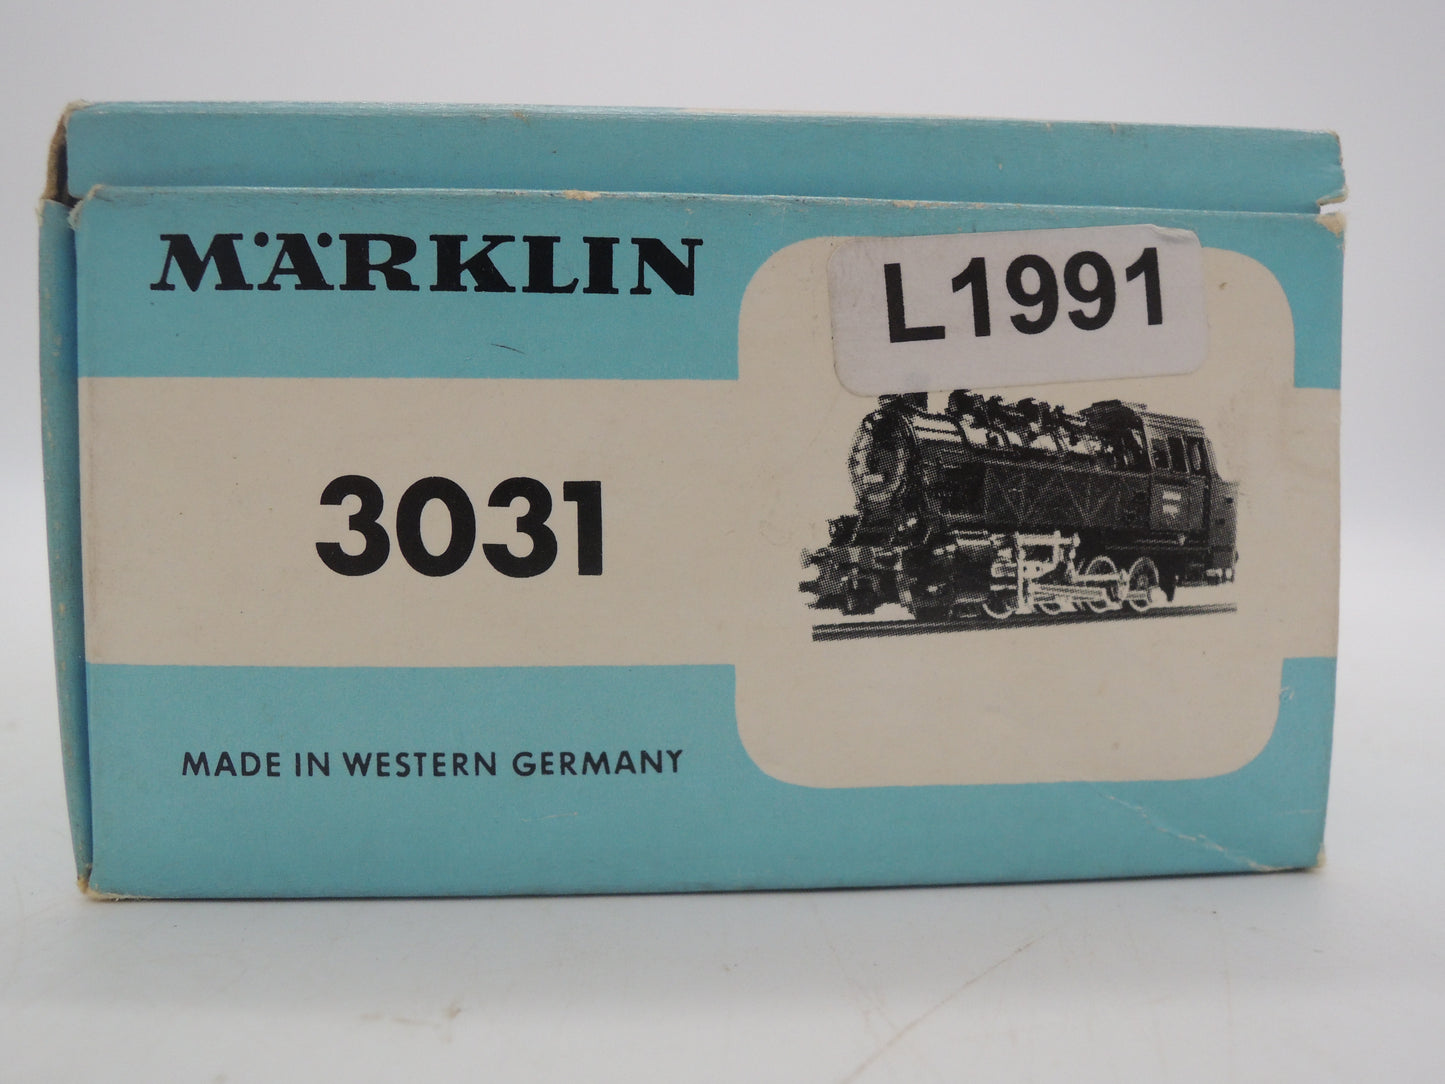 MÄRKLIN
L1991
3031
MADE IN WESTERN GERMANY